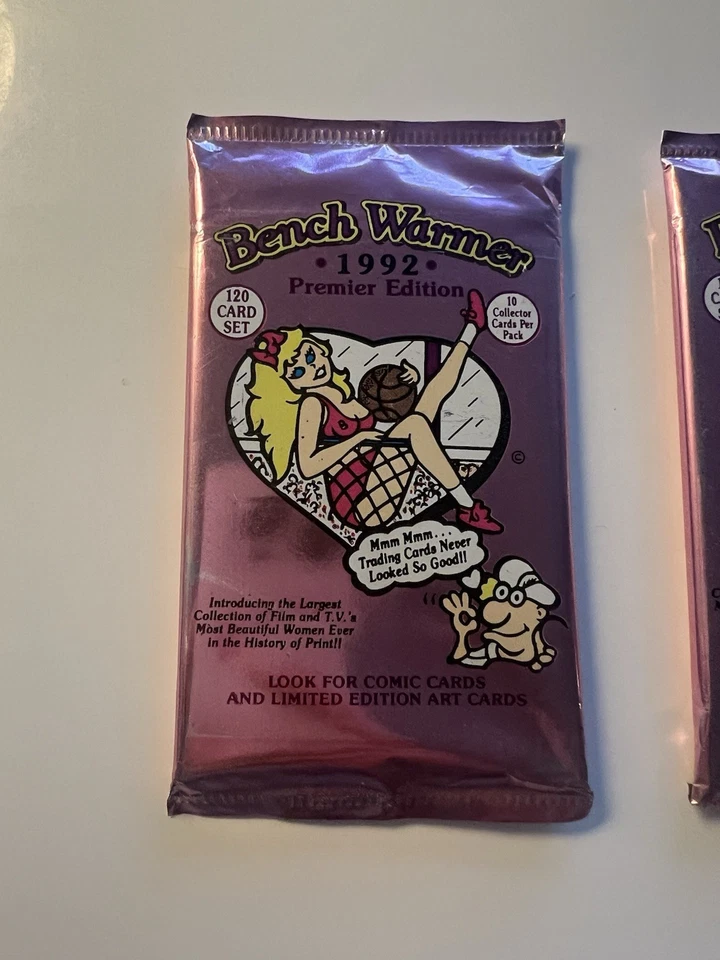 Bench Warmer
• 1992 •
Premier Edition
120
CARD
SET
10
Collector
Cards Per
Pack
B
©
Mmm Mmm...
Trading Cards Never
Looked So Good!!
Introducing the Largest
Collection of Film and T.V.'s
Most Beautiful Women Ever
in the History of Print!!
LOOK FOR COMIC CARDS
AND LIMITED EDITION ART CARDS